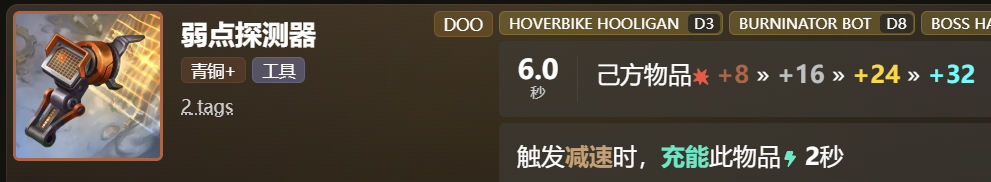 弱点探测器
青铜+ 工具
2 tags
DOO
HOVERBIKE HOOLIGAN D3 BURNINATOR BOT D8 BOSS HA
6.0
秒
己方物品 +8 » +16 » +24 » +32
触发减速时，充能此物品 2秒